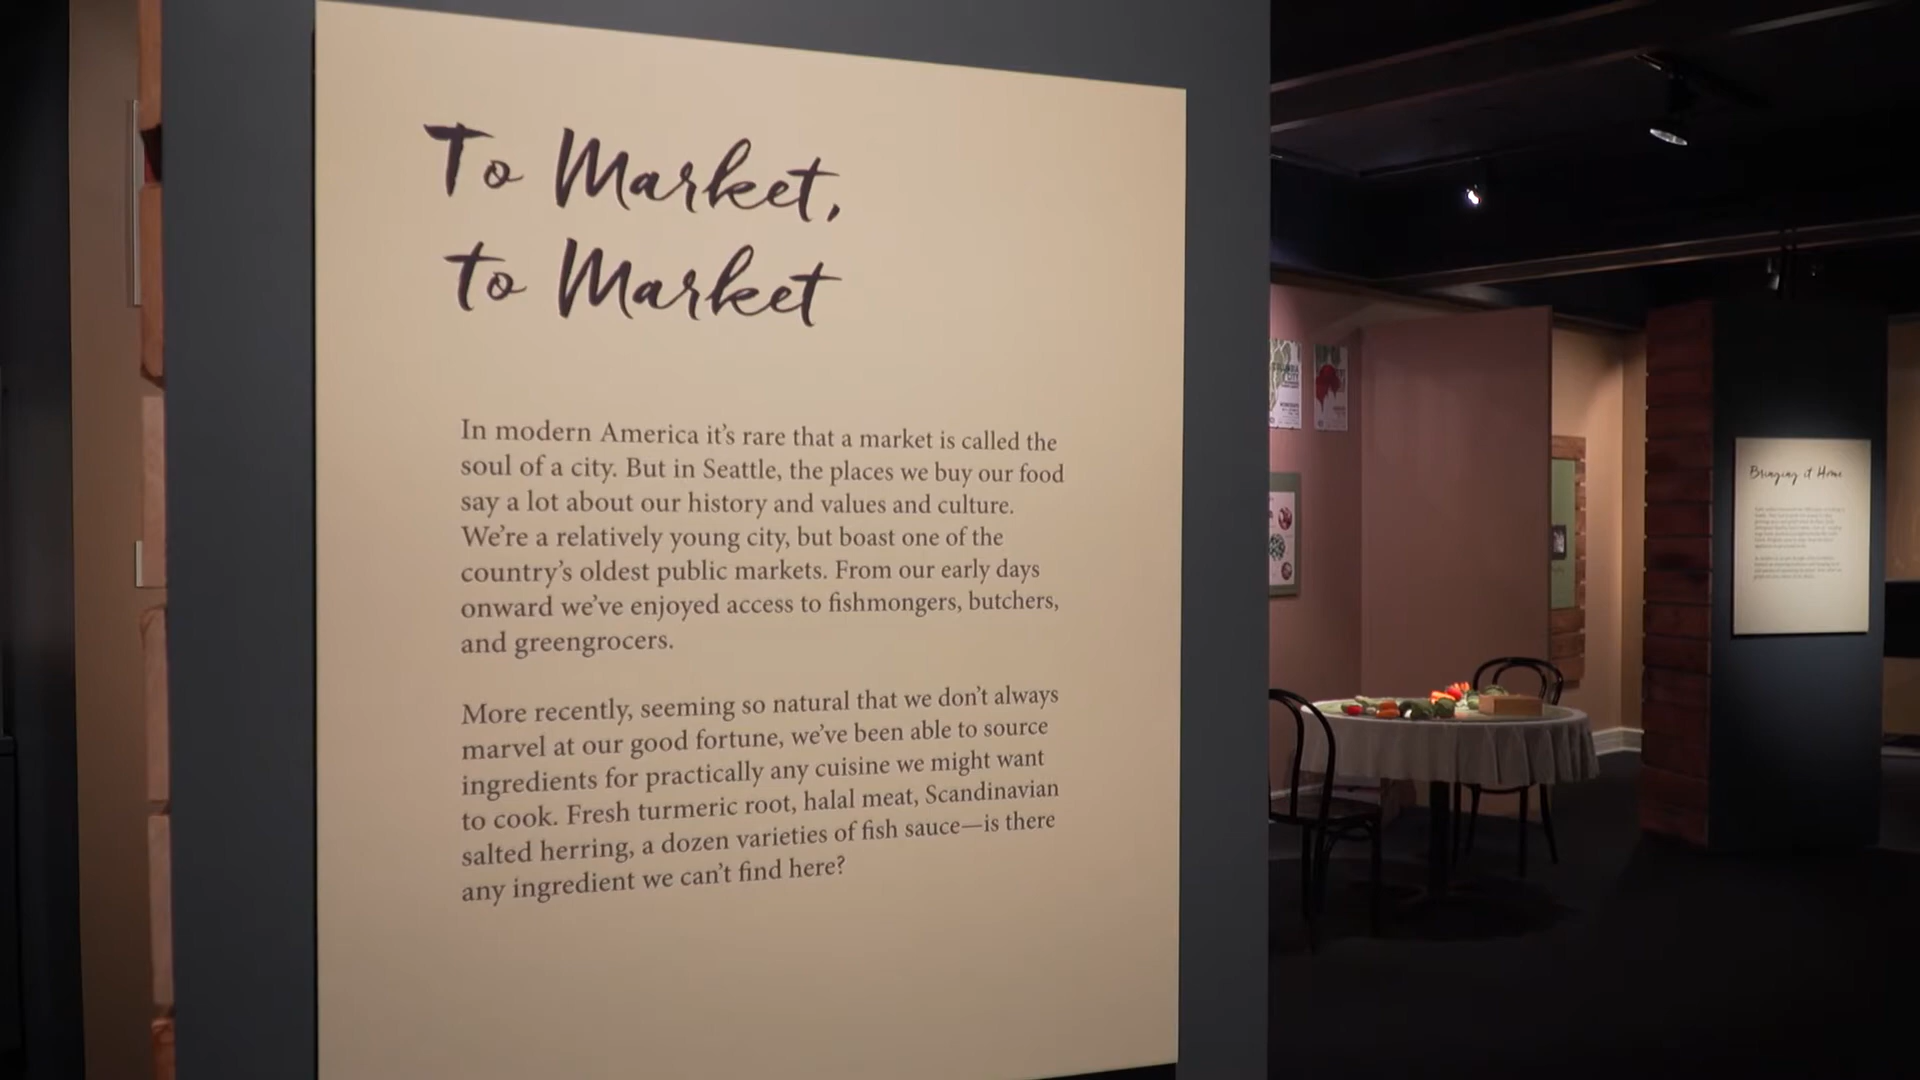 To Market,
to Market
In modern America it's rare that a market is called the
soul of a city. But in Seattle, the places we buy our food
say a lot about our history and values and culture.
We're a relatively young city, but boast one of the
country's oldest public markets. From our early days
onward we've enjoyed access to fishmongers, butchers,
and greengrocers.
More recently, seeming so natural that we don't always
marvel at our good fortune, we've been able to source
ingredients for practically any cuisine we might want
to cook. Fresh turmeric root, halal meat, Scandinavian
salted herring, a dozen varieties of fish sauce—is there
any ingredient we can't find here?
Bringing it Home